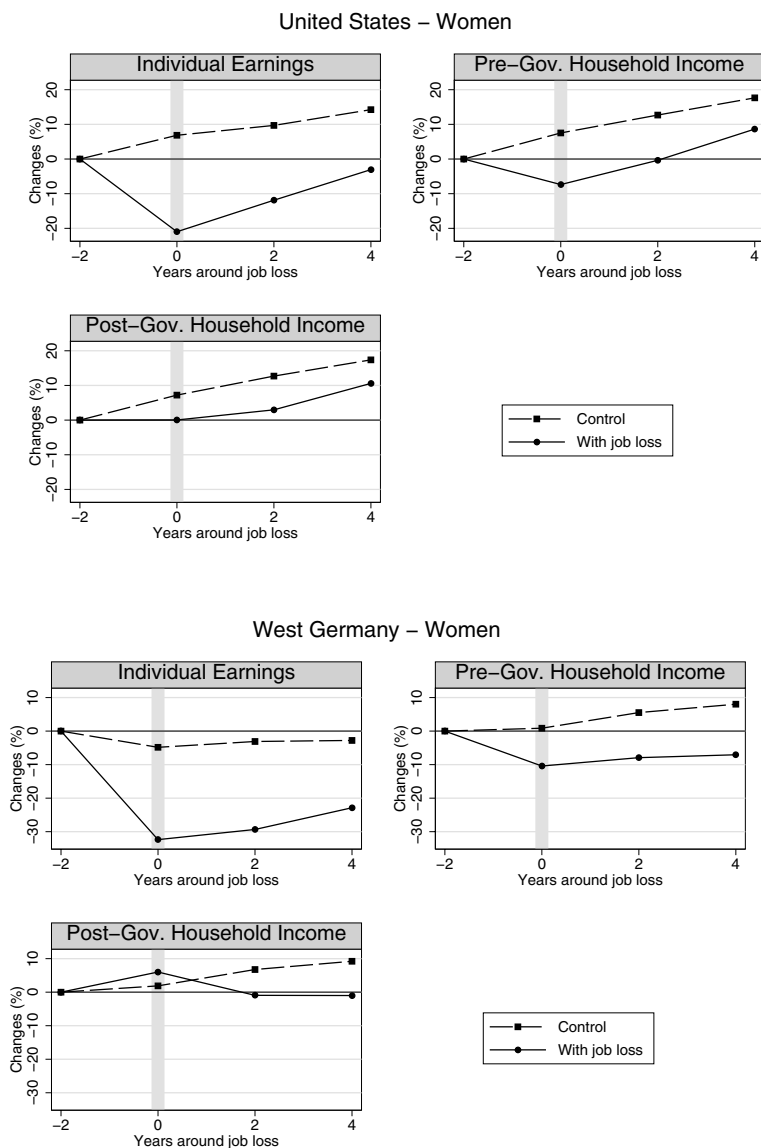 United States – Women
Individual Earnings
Changes (%)
20
10
0
−10
−20
−2 0 2 4
Years around job loss
Pre−Gov. Household Income
Changes (%)
20
10
0
−10
−20
−2 0 2 4
Years around job loss
Post−Gov. Household Income
Changes (%)
20
10
0
−10
−20
−2 0 2 4
Years around job loss
Control
With job loss
West Germany – Women
Individual Earnings
Changes (%)
10
0
−10
−20
−30
−2 0 2 4
Years around job loss
Pre−Gov. Household Income
Changes (%)
10
0
−10
−20
−30
−2 0 2 4
Years around job loss
Post−Gov. Household Income
Changes (%)
10
0
−10
−20
−30
−2 0 2 4
Years around job loss
Control
With job loss